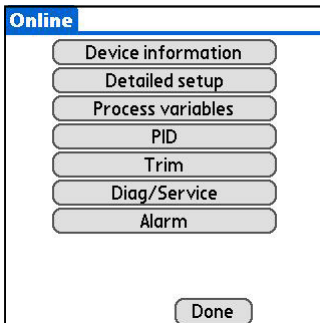 Online
Device information
Detailed setup
Process variables
PID
Trim
Diag/Service
Alarm
Done